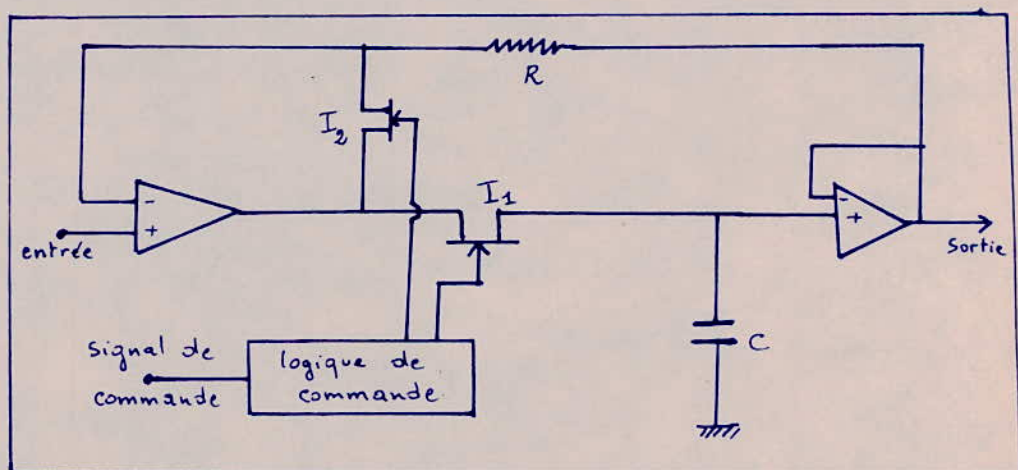 R
I2
I1
-
+
-
+
entrée
Sortie
C
signal de
commande
logique de
commande